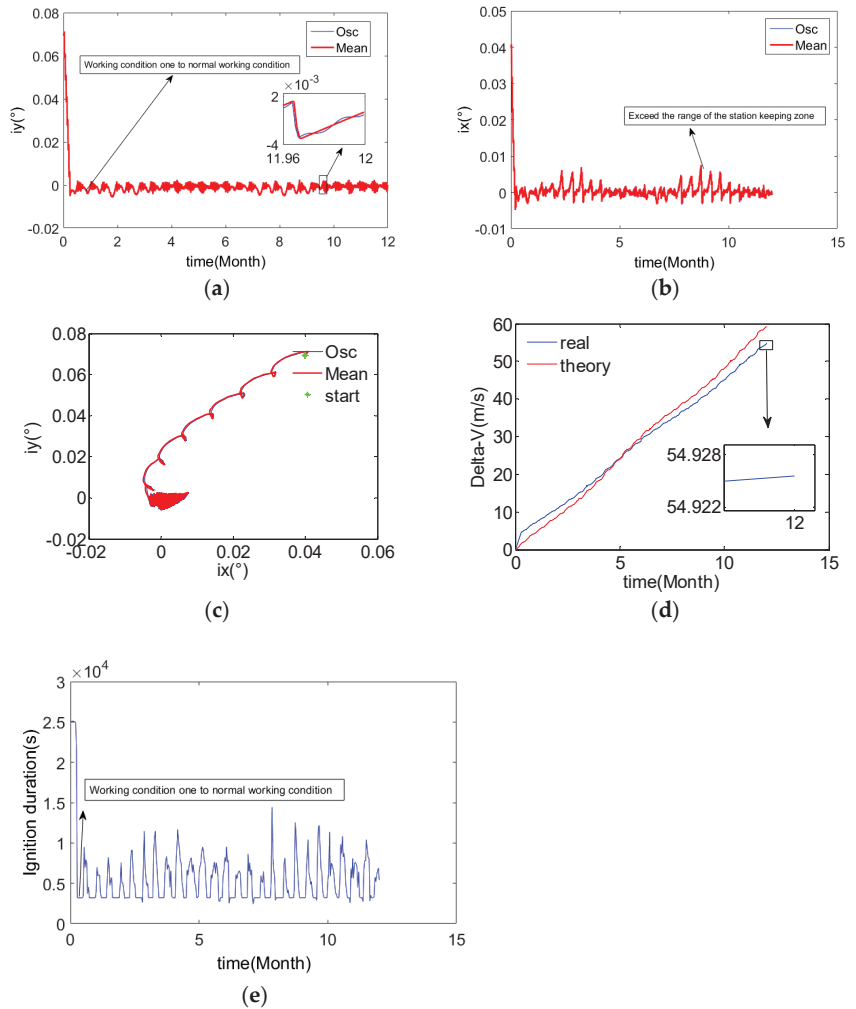 0.08
0.06
0.04
0.02
0
-0.02
iy(°)
Osc
Mean
Working condition one to normal working condition
×10⁻³
2
-4
11.96 12
0 2 4 6 8 10 12
time(Month)
(a)
0.05
0.04
0.03
0.02
0.01
0
-0.01
ix(°)
Osc
Mean
Exceed the range of the station keeping zone
0 5 10 15
time(Month)
(b)
0.08
0.06
0.04
0.02
0
-0.02
iy(°)
Osc
Mean
start
-0.02 0 0.02 0.04 0.06
ix(°)
(c)
60
50
40
30
20
10
0
Delta-V(m/s)
real
theory
54.928
54.922
12
0 5 10 15
time(Month)
(d)
×10⁴
3
2.5
2
1.5
1
0.5
0
Ignition duration(s)
Working condition one to normal working condition
0 5 10 15
time(Month)
(e)